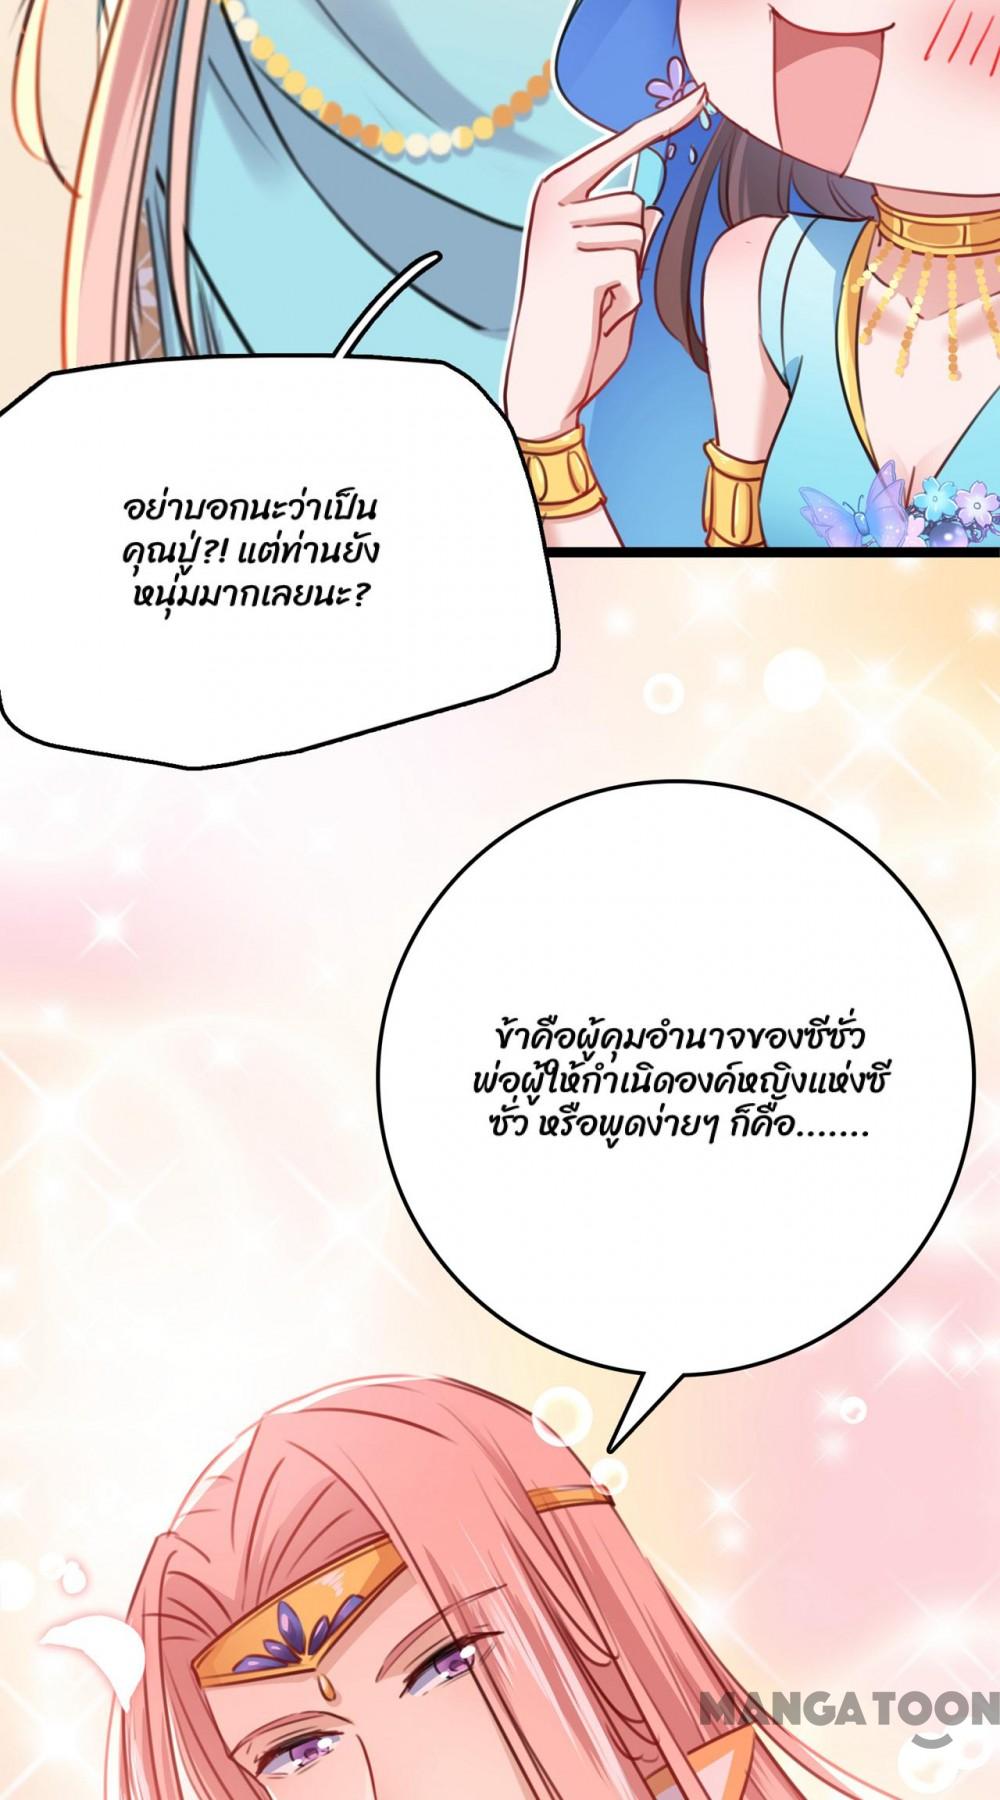 อย่าบอกนะว่าเป็น
คุณปู่?! แต่ท่านยัง
หนุ่มมากเลยนะ?
ข้าคือผู้คุมอำนาจของซีซั่ว
พ่อผู้ให้กำเนิดองค์หญิงแห่งซี
ซั่ว หรือพูดง่ายๆ ก็คือ.......
MANGATOON